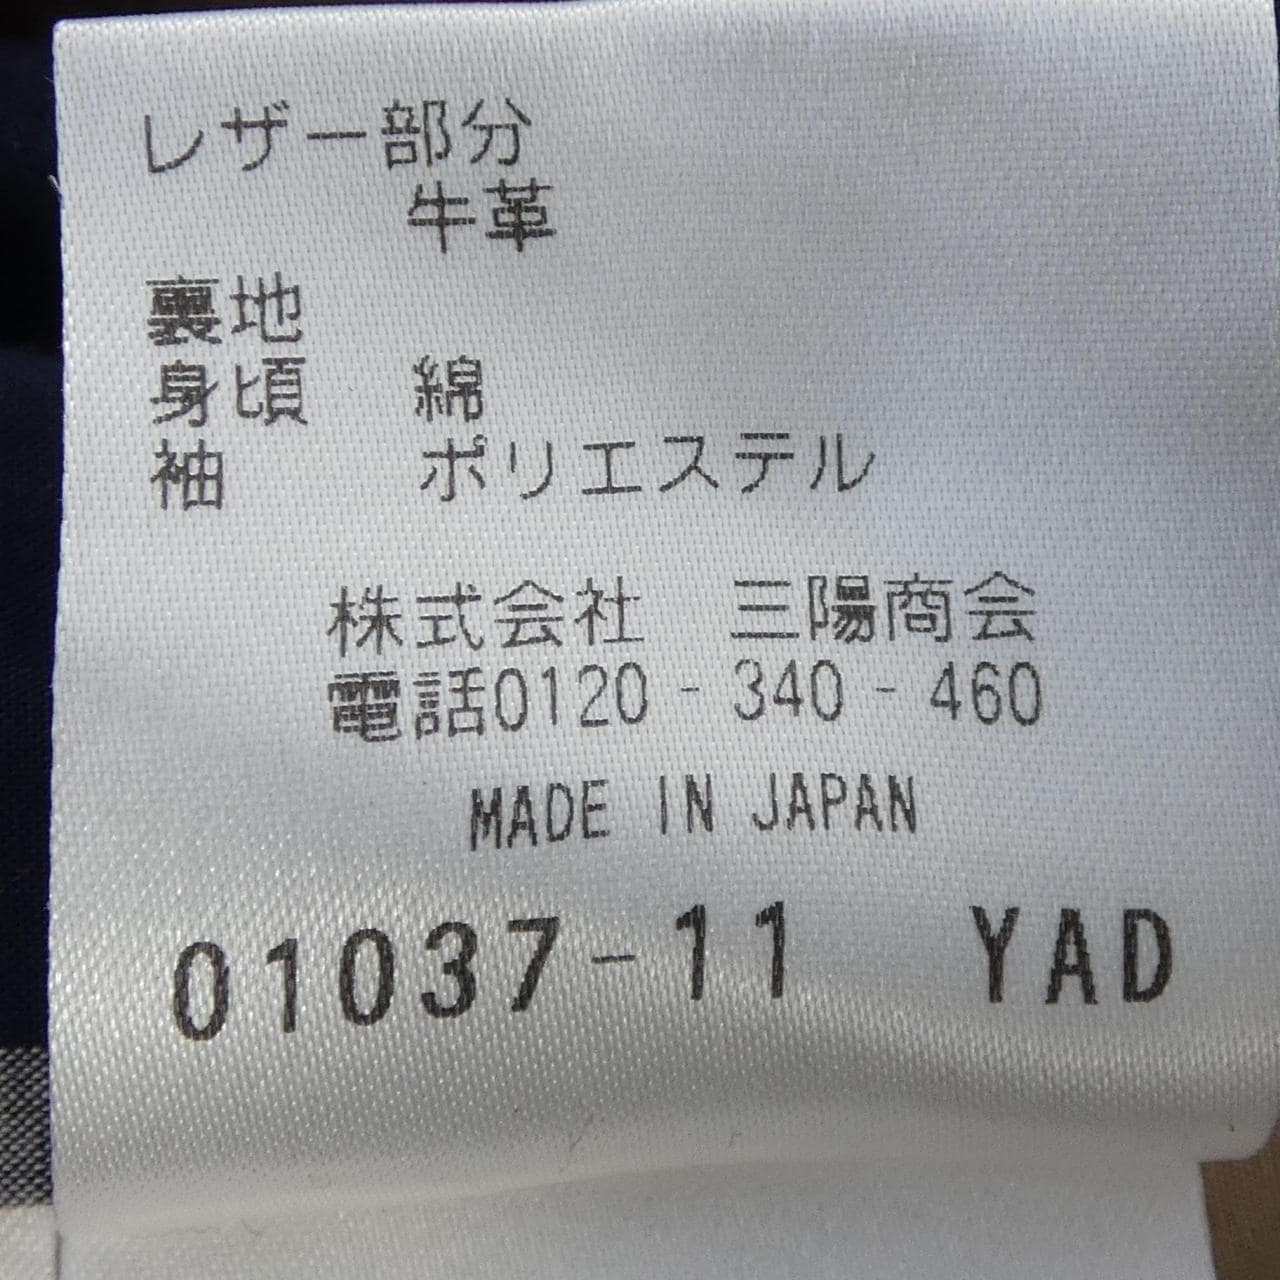 レザー部分
牛革
裏地
身頃 綿
袖 ポリエステル
株式会社 三陽商会
電話0120-340-460
MADE IN JAPAN
01037-11 YAD